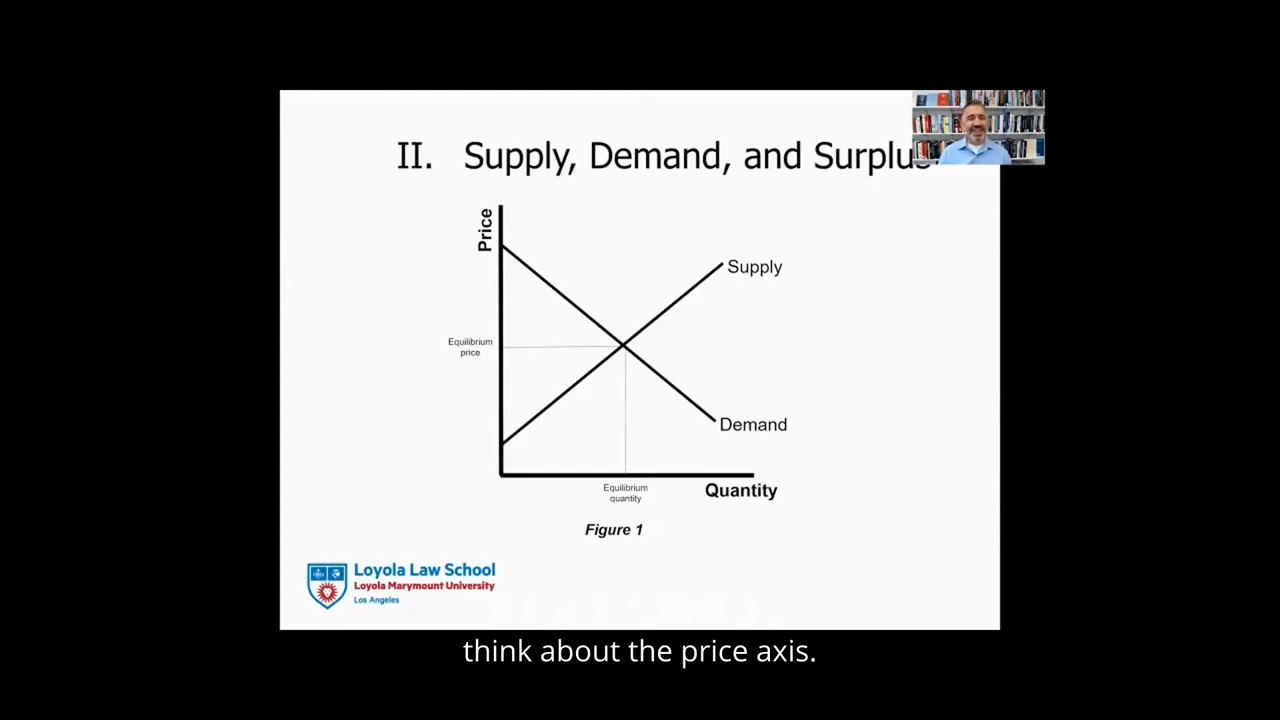 II. Supply, Demand, and Surplus
Price
Supply
Equilibrium
price
Demand
Equilibrium
quantity
Quantity
Figure 1
Loyola Law School
Loyola Marymount University
Los Angeles
think about the price axis.